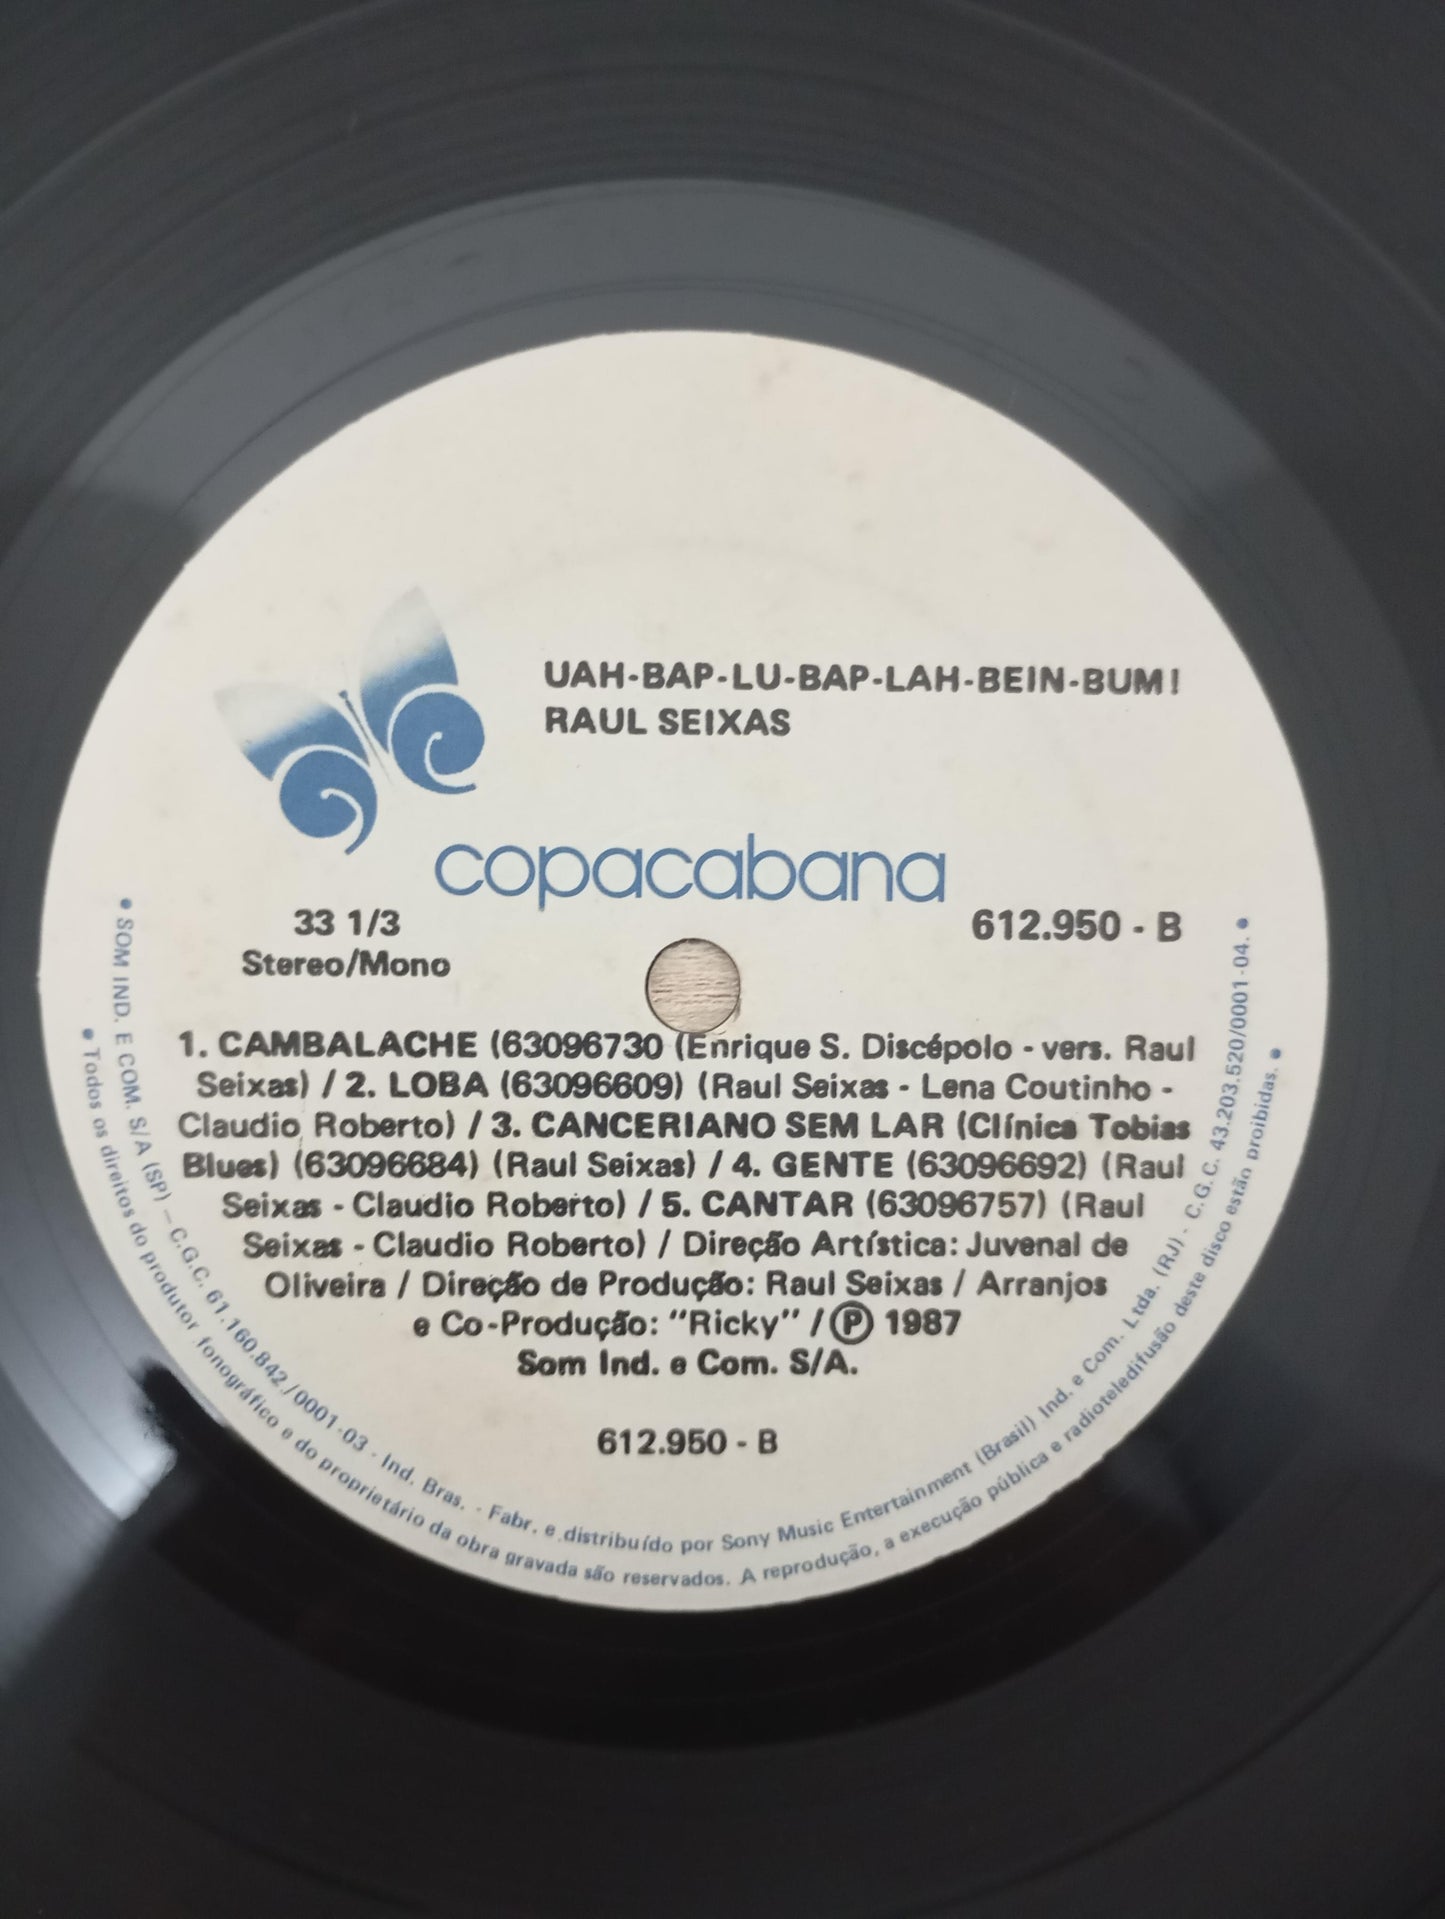 UAH-BAP-LU-BAP-LAH-BEIN-BUM!
RAUL SEIXAS
copacabana
33 1/3
Stereo/Mono
612.950 - B
1. CAMBALACHE (63096730 (Enrique S. Discépolo - vers. Raul
Seixas) / 2. LOBA (63096609) (Raul Seixas - Lena Coutinho -
Claudio Roberto) / 3. CANCERIANO SEM LAR (Clínica Tobias
Blues) (63096684) (Raul Seixas) / 4. GENTE (63096692) (Raul
Seixas - Claudio Roberto) / 5. CANTAR (63096757) (Raul
Seixas - Claudio Roberto) / Direção Artística: Juvenal de
Oliveira / Direção de Produção: Raul Seixas / Arranjos
e Co-Produção: "Ricky" / Ⓟ 1987
Som Ind. e Com. S/A.
612.950 - B
• SOM IND. E COM. S/A (SP) – C.G.C. 61.160.842/0001-03 - Ind. Bras. - Fabr. e distribuído por Sony Music Entertainment (Brasil) Ind. e Com. Ltda. (RJ) - C.G.C. 43.203.520/0001-04. •
• Todos os direitos do produtor fonográfico e do proprietário da obra gravada são reservados. A reprodução, a execução pública e radioteledifusão deste disco estão proibidas. •